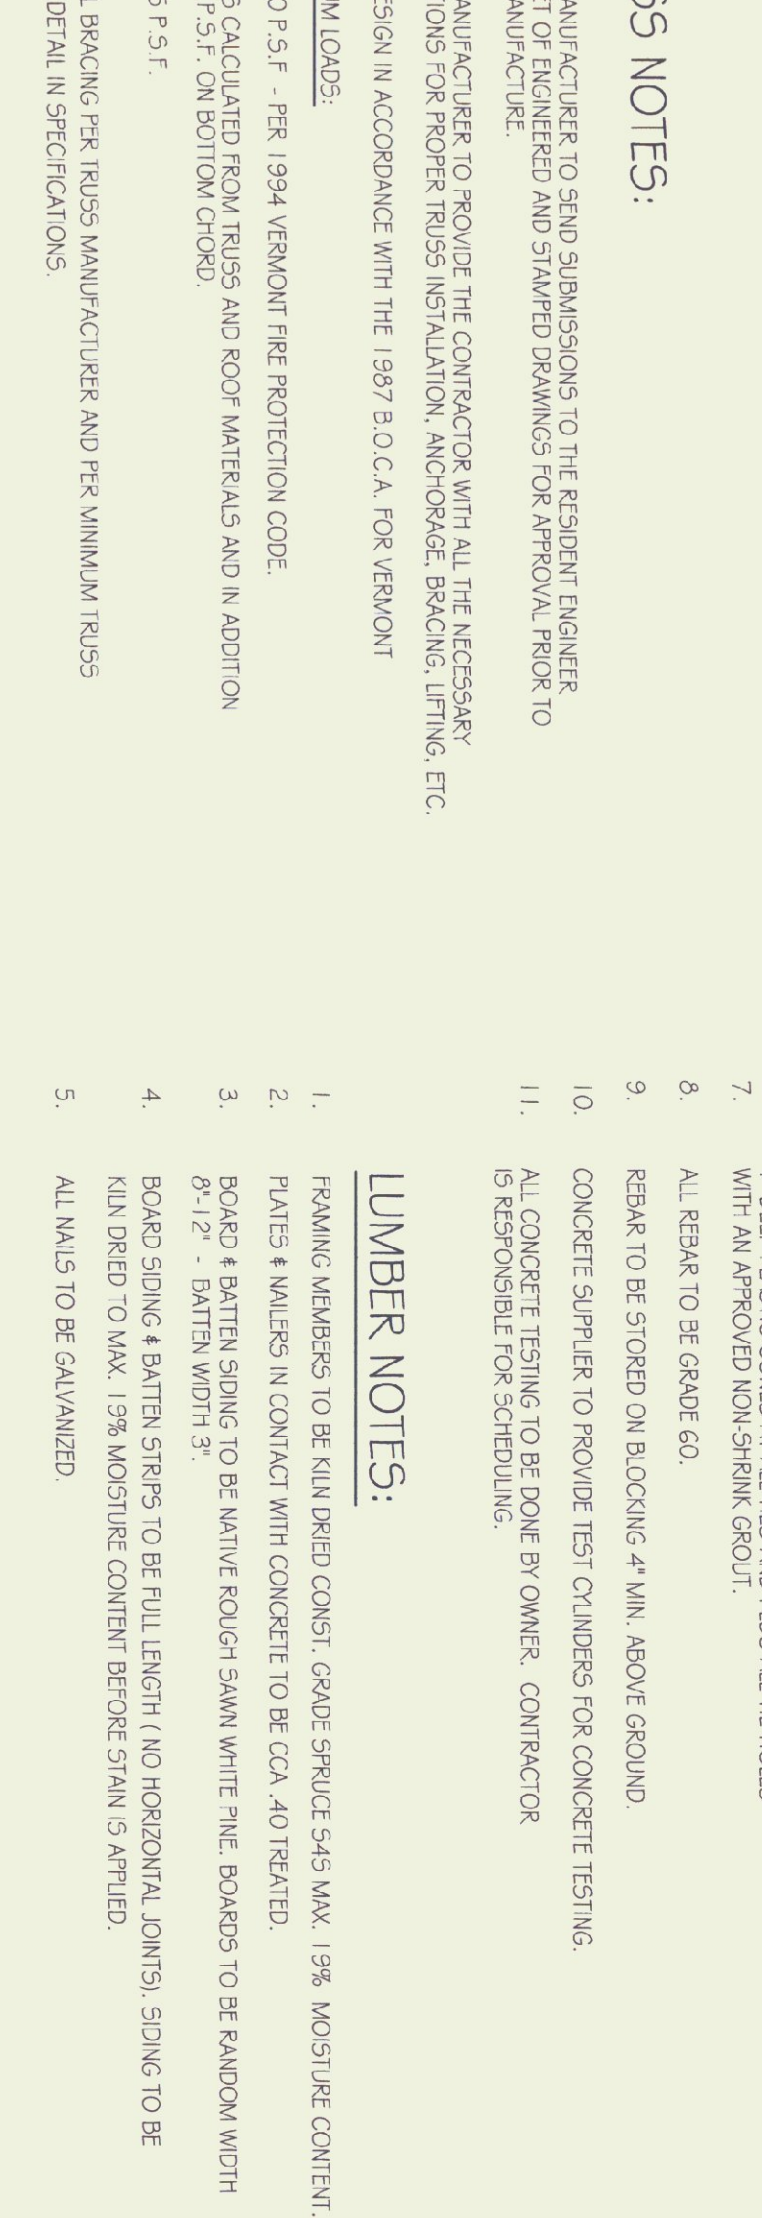 SS NOTES:
ANUFACTURER TO SEND SUBMISSIONS TO THE RESIDENT ENGINEER
ET OF ENGINEERED AND STAMPED DRAWINGS FOR APPROVAL PRIOR TO
ANUFACTURE.
ANUFACTURER TO PROVIDE THE CONTRACTOR WITH ALL THE NECESSARY
TIONS FOR PROPER TRUSS INSTALLATION, ANCHORAGE, BRACING, LIFTING, ETC.
ESIGN IN ACCORDANCE WITH THE 1987 B.O.C.A. FOR VERMONT
UM LOADS:
0 P.S.F - PER 1994 VERMONT FIRE PROTECTION CODE.
S CALCULATED FROM TRUSS AND ROOF MATERIALS AND IN ADDITION
P.S.F. ON BOTTOM CHORD.
5 P.S.F.
L BRACING PER TRUSS MANUFACTURER AND PER MINIMUM TRUSS
DETAIL IN SPECIFICATIONS.
7. WITH AN APPROVED NON-SHRINK GROUT.
8. ALL REBAR TO BE GRADE 60.
9. REBAR TO BE STORED ON BLOCKING 4" MIN. ABOVE GROUND.
10. CONCRETE SUPPLIER TO PROVIDE TEST CYLINDERS FOR CONCRETE TESTING.
11. ALL CONCRETE TESTING TO BE DONE BY OWNER. CONTRACTOR
IS RESPONSIBLE FOR SCHEDULING.
LUMBER NOTES:
1. FRAMING MEMBERS TO BE KILN DRIED CONST. GRADE SPRUCE S4S MAX. 19% MOISTURE CONTENT.
2. PLATES & NAILERS IN CONTACT WITH CONCRETE TO BE CCA .40 TREATED.
3. BOARD & BATTEN SIDING TO BE NATIVE ROUGH SAWN WHITE PINE. BOARDS TO BE RANDOM WIDTH
8"-12" - BATTEN WIDTH 3".
4. BOARD SIDING & BATTEN STRIPS TO BE FULL LENGTH ( NO HORIZONTAL JOINTS). SIDING TO BE
KILN DRIED TO MAX. 19% MOISTURE CONTENT BEFORE STAIN IS APPLIED.
5. ALL NAILS TO BE GALVANIZED.